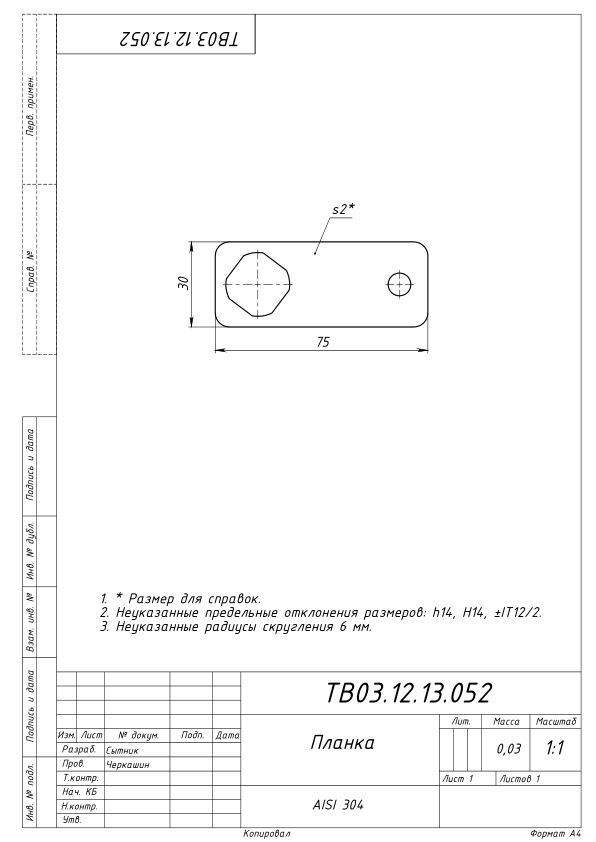 ТВ03.12.13.052
Перв. примен.
Справ. №
s2*
30
75
Подпись и дата
Инв. № дубл.
Взам. инв. №
Подпись и дата
Инв. № подл.
1. * Размер для справок.
2. Неуказанные предельные отклонения размеров: h14, H14, ±IT12/2.
3. Неуказанные радиусы скругления 6 мм.
ТВ03.12.13.052
Изм. Лист № докум. Подп. Дата
Разраб. Сытник
Пров. Черкашин
Т.контр.
Нач. КБ
Н.контр.
Утв.
Планка
Лит. Масса Масштаб
0,03 1:1
Лист 1 Листов 1
AISI 304
Копировал Формат А4